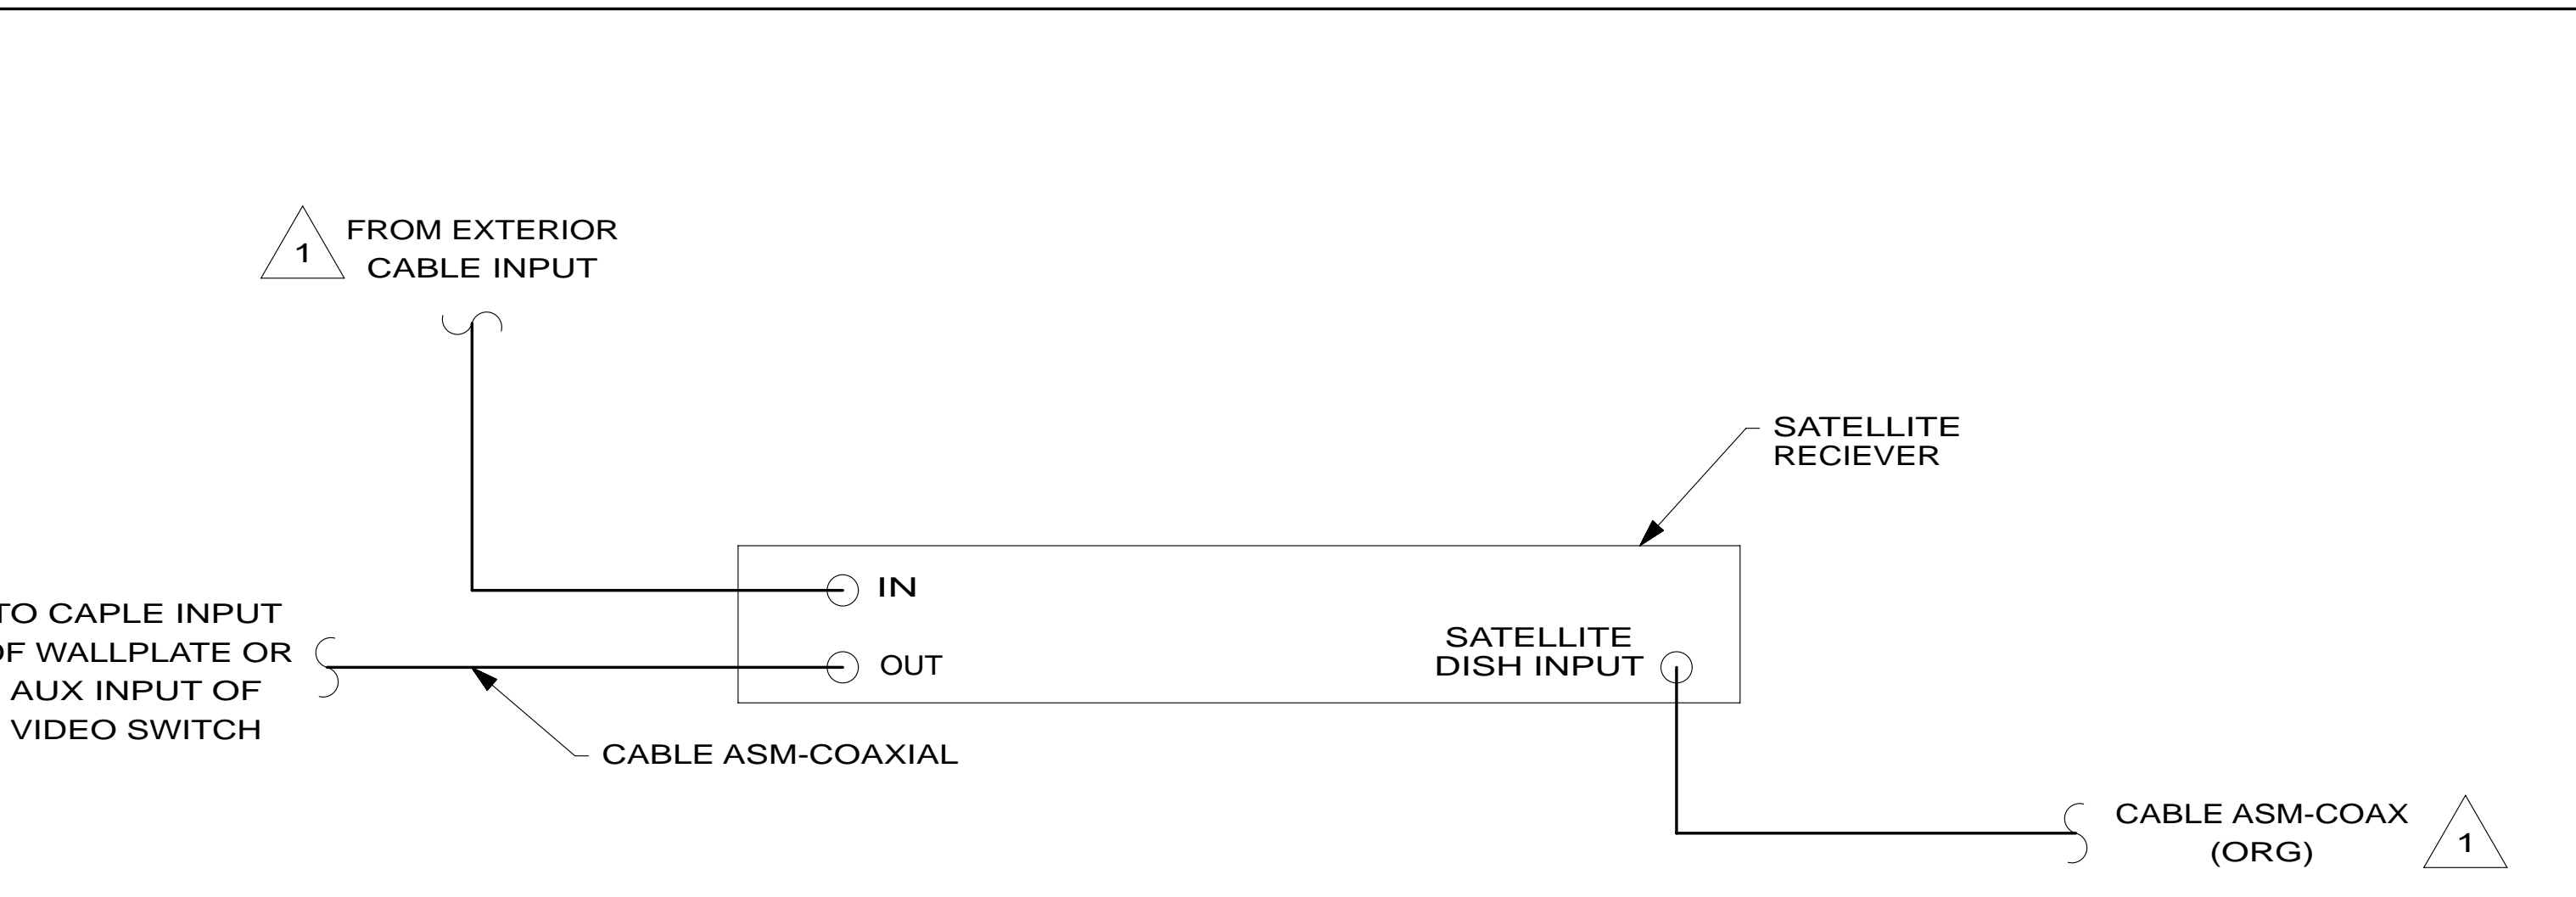 FROM EXTERIOR
1
CABLE INPUT
SATELLITE
RECIEVER
IN
TO CAPLE INPUT
OF WALLPLATE OR
AUX INPUT OF
VIDEO SWITCH
OUT
SATELLITE
DISH INPUT
CABLE ASM-COAXIAL
CABLE ASM-COAX
(ORG)
1